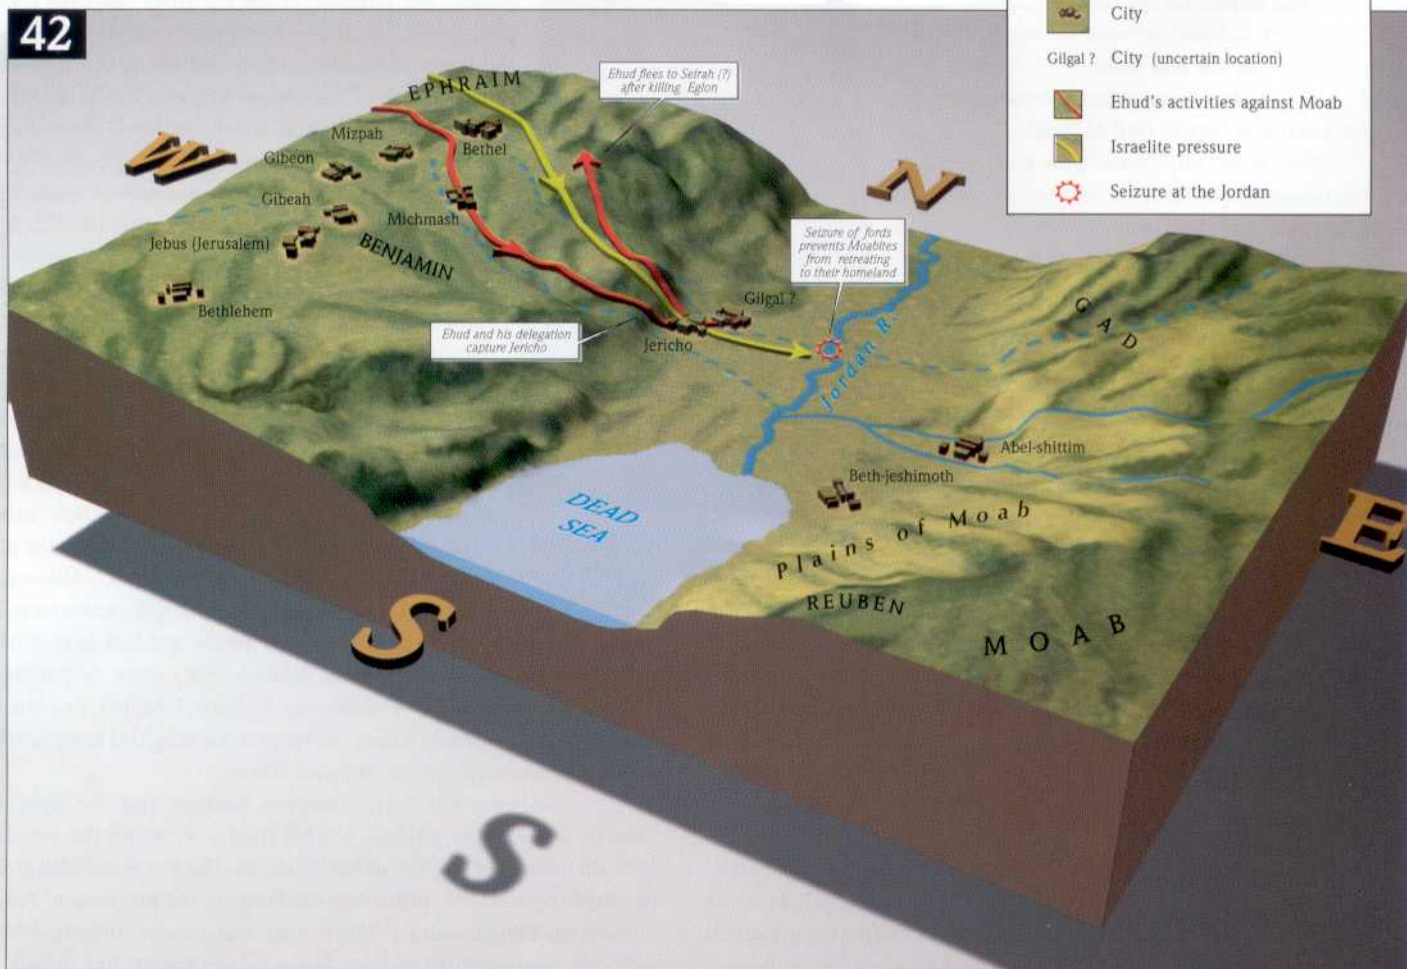 42
City
Gilgal ? City (uncertain location)
Ehud's activities against Moab
Israelite pressure
Seizure at the Jordan
EPHRAIM
Ehud flees to Seirah (?)
after killing Eglon
W
N
Mizpah
Bethel
Gibeon
Gibeah
Michmash
Jebus (Jerusalem)
BENJAMIN
Bethlehem
Seizure of fords
prevents Moabites
from retreating
to their homeland
Gilgal ?
GAD
Ehud and his delegation
capture Jericho
Jericho
Jordan R.
Abel-shittim
Beth-jeshimoth
DEAD
SEA
Plains of Moab
E
REUBEN
MOAB
S
S